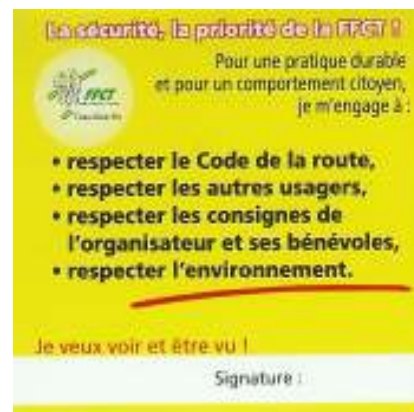 La sécurité, la priorité de la FFCT !
Pour une pratique durable
et pour un comportement citoyen,
je m'engage à :
FFCT
• respecter le Code de la route,
• respecter les autres usagers,
• respecter les consignes de
l'organisateur et ses bénévoles,
• respecter l'environnement.
Je veux voir et être vu !
Signature :